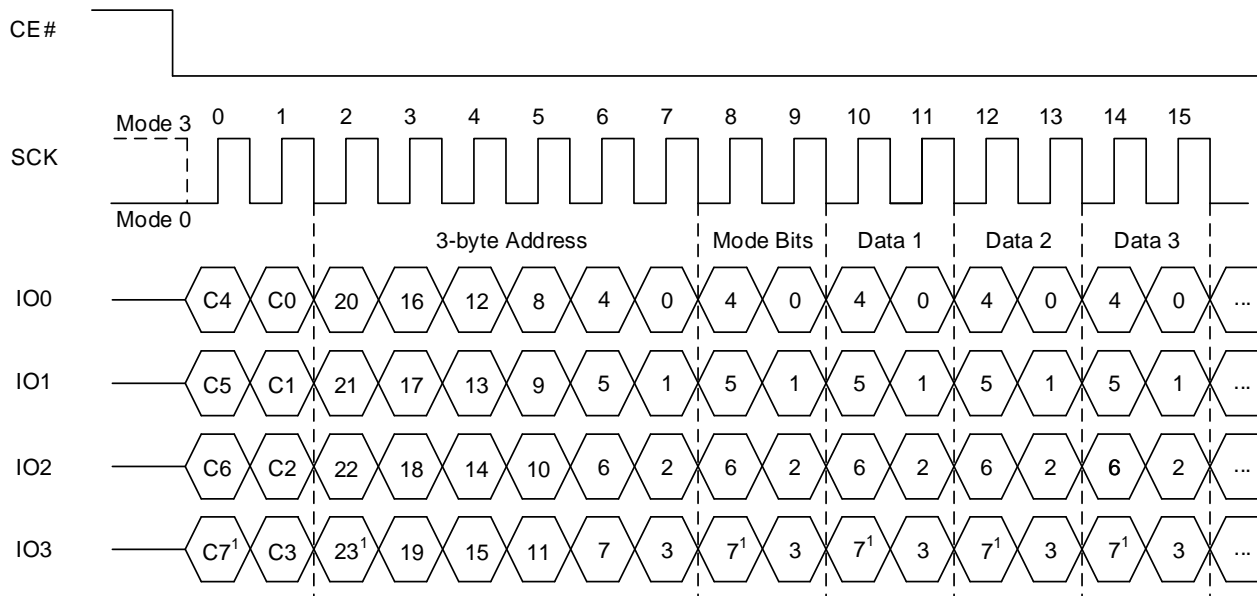 CE#
0 1 2 3 4 5 6 7 8 9 10 11 12 13 14 15
Mode 3
SCK
Mode 0
3-byte Address Mode Bits Data 1 Data 2 Data 3
IO0 C4 C0 20 16 12 8 4 0 4 0 4 0 4 0 4 0 ...
IO1 C5 C1 21 17 13 9 5 1 5 1 5 1 5 1 5 1 ...
IO2 C6 C2 22 18 14 10 6 2 6 2 6 2 6 2 6 2 ...
IO3 C7¹ C3 23¹ 19 15 11 7 3 7¹ 3 7¹ 3 7¹ 3 7¹ 3 ...